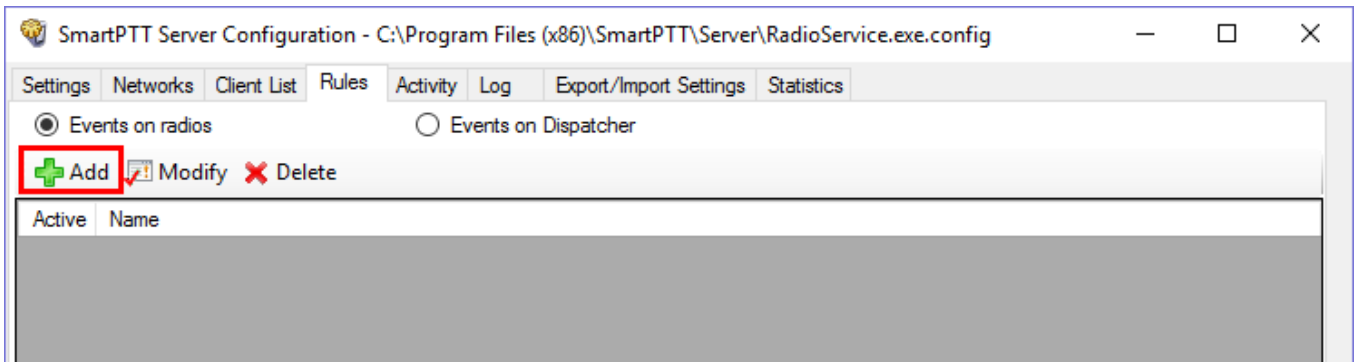 SmartPTT Server Configuration - C:\Program Files (x86)\SmartPTT\Server\RadioService.exe.config
Settings Networks Client List Rules Activity Log Export/Import Settings Statistics
Events on radios Events on Dispatcher
Add Modify Delete
Active Name